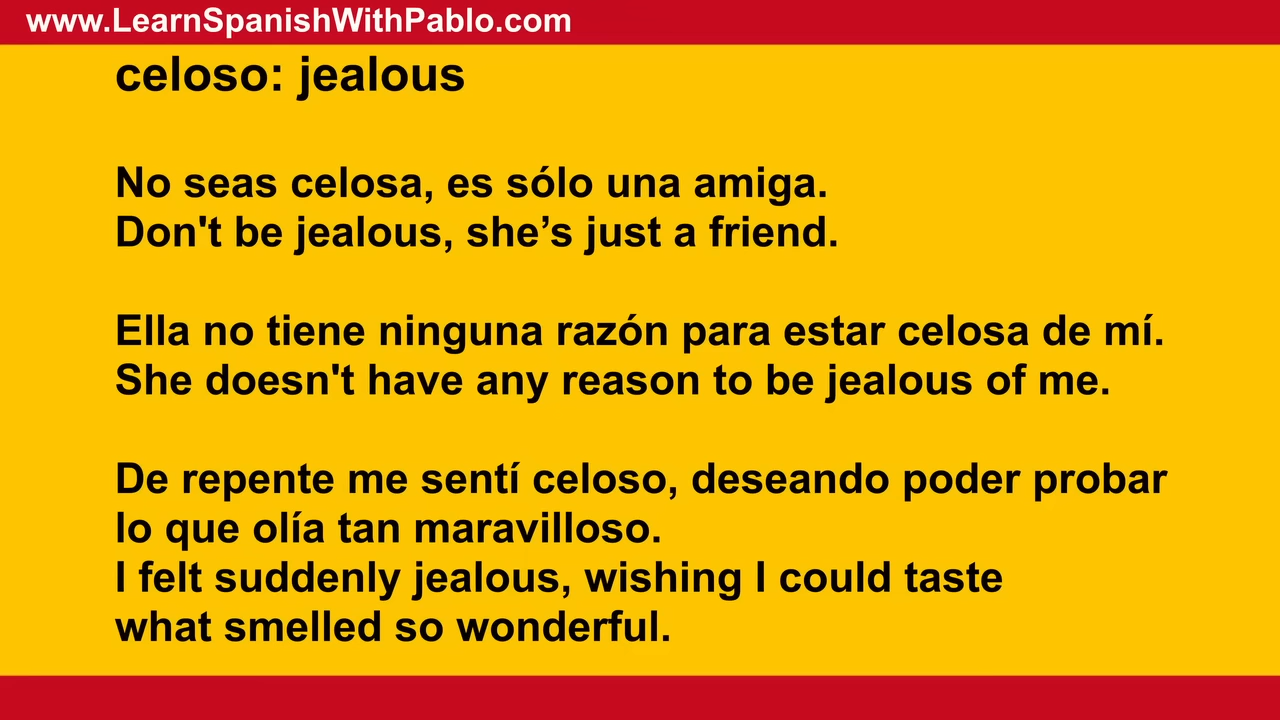 www.LearnSpanishWithPablo.com
celoso: jealous
No seas celosa, es sólo una amiga.
Don't be jealous, she’s just a friend.
Ella no tiene ninguna razón para estar celosa de mí.
She doesn't have any reason to be jealous of me.
De repente me sentí celoso, deseando poder probar
lo que olía tan maravilloso.
I felt suddenly jealous, wishing I could taste
what smelled so wonderful.